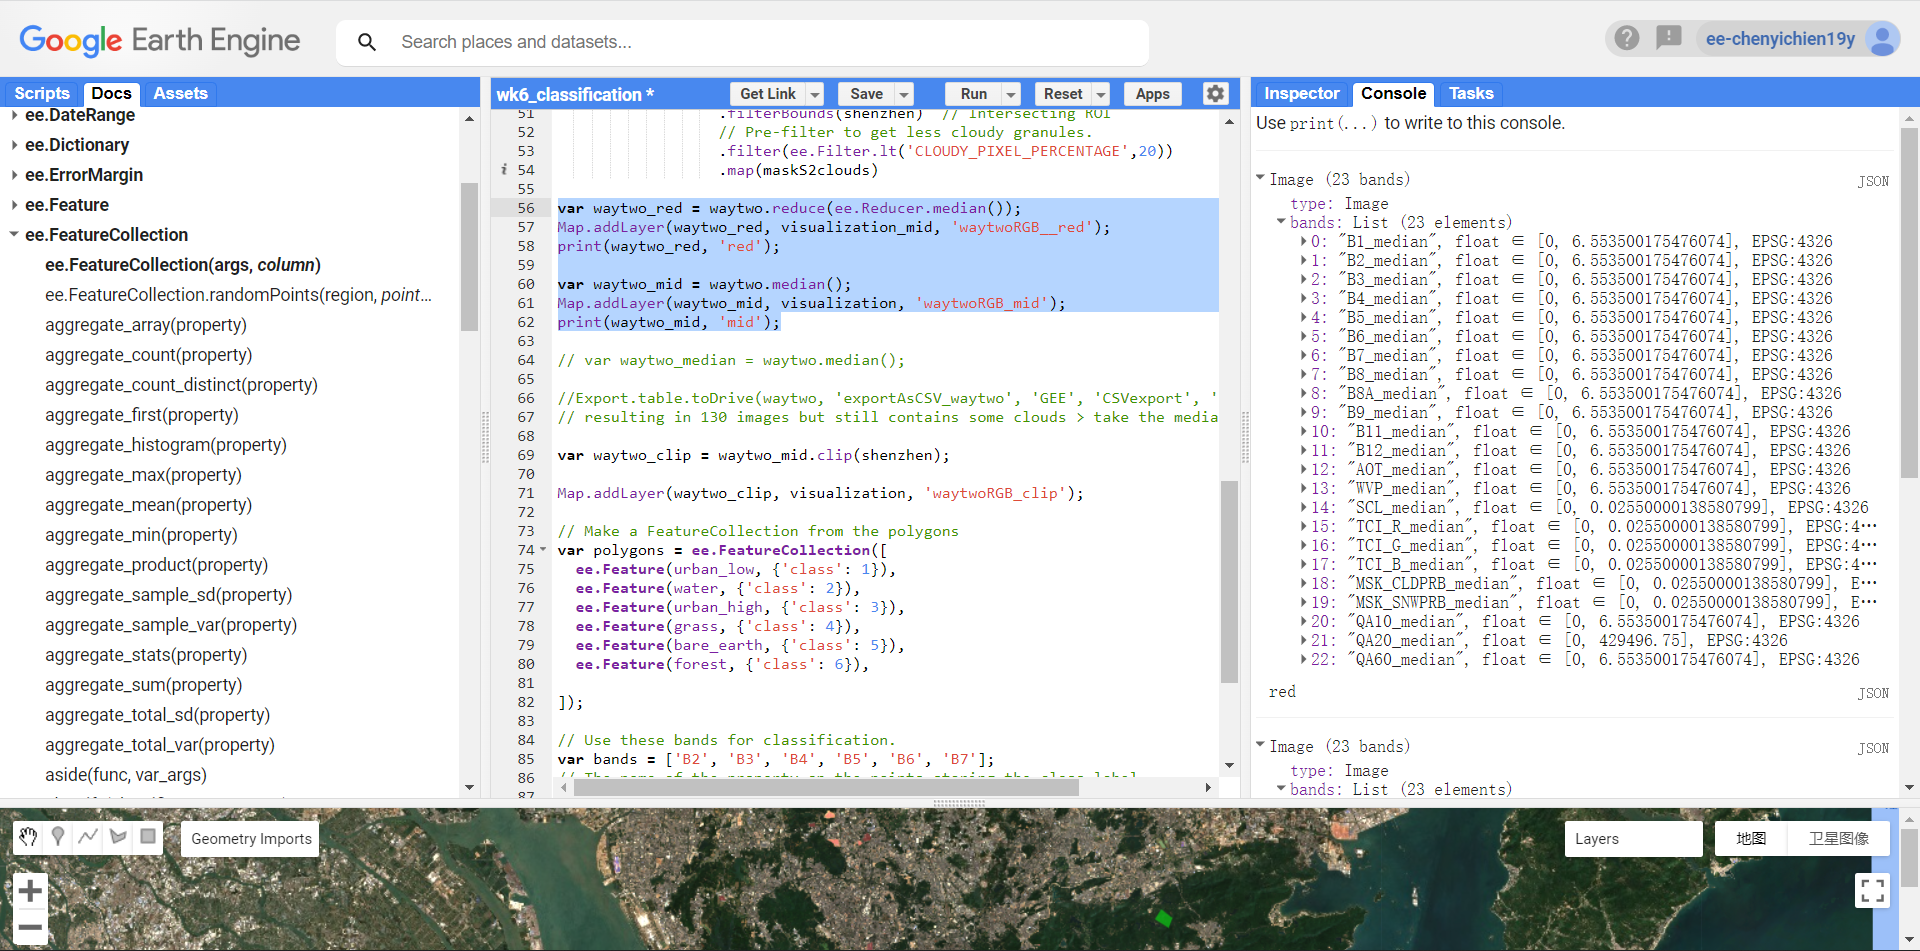 Google Earth Engine
Search places and datasets...
ee-chenyichien19y
Scripts Docs Assets
ee.DateRange
ee.Dictionary
ee.ErrorMargin
ee.Feature
ee.FeatureCollection
ee.FeatureCollection(args, column)
ee.FeatureCollection.randomPoints(region, point...
aggregate_array(property)
aggregate_count(property)
aggregate_count_distinct(property)
aggregate_first(property)
aggregate_histogram(property)
aggregate_max(property)
aggregate_mean(property)
aggregate_min(property)
aggregate_product(property)
aggregate_sample_sd(property)
aggregate_sample_var(property)
aggregate_stats(property)
aggregate_sum(property)
aggregate_total_sd(property)
aggregate_total_var(property)
aside(func, var_args)
wk6_classification *
Get Link Save Run Reset Apps
51 .filterBounds(shenzhen) // Intersecting ROI
52 // Pre-filter to get less cloudy granules.
53 .filter(ee.Filter.lt('CLOUDY_PIXEL_PERCENTAGE',20))
i 54 .map(maskS2clouds)
55
56 var waytwo_red = waytwo.reduce(ee.Reducer.median());
57 Map.addLayer(waytwo_red, visualization_mid, 'waytwoRGB__red');
58 print(waytwo_red, 'red');
59
60 var waytwo_mid = waytwo.median();
61 Map.addLayer(waytwo_mid, visualization, 'waytwoRGB_mid');
62 print(waytwo_mid, 'mid');
63
64 // var waytwo_median = waytwo.median();
65
66 //Export.table.toDrive(waytwo, 'exportAsCSV_waytwo', 'GEE', 'CSVexport', '
67 // resulting in 130 images but still contains some clouds > take the media
68
69 var waytwo_clip = waytwo_mid.clip(shenzhen);
70
71 Map.addLayer(waytwo_clip, visualization, 'waytwoRGB_clip');
72
73 // Make a FeatureCollection from the polygons
74 var polygons = ee.FeatureCollection([
75 ee.Feature(urban_low, {'class': 1}),
76 ee.Feature(water, {'class': 2}),
77 ee.Feature(urban_high, {'class': 3}),
78 ee.Feature(grass, {'class': 4}),
79 ee.Feature(bare_earth, {'class': 5}),
80 ee.Feature(forest, {'class': 6}),
81
82 ]);
83
84 // Use these bands for classification.
85 var bands = ['B2', 'B3', 'B4', 'B5', 'B6', 'B7'];
86 // The name of the property on the points storing the class label
87
Inspector Console Tasks
Use print(...) to write to this console.
Image (23 bands) JSON
type: Image
bands: List (23 elements)
0: "B1_median", float ∈ [0, 6.553500175476074], EPSG:4326
1: "B2_median", float ∈ [0, 6.553500175476074], EPSG:4326
2: "B3_median", float ∈ [0, 6.553500175476074], EPSG:4326
3: "B4_median", float ∈ [0, 6.553500175476074], EPSG:4326
4: "B5_median", float ∈ [0, 6.553500175476074], EPSG:4326
5: "B6_median", float ∈ [0, 6.553500175476074], EPSG:4326
6: "B7_median", float ∈ [0, 6.553500175476074], EPSG:4326
7: "B8_median", float ∈ [0, 6.553500175476074], EPSG:4326
8: "B8A_median", float ∈ [0, 6.553500175476074], EPSG:4326
9: "B9_median", float ∈ [0, 6.553500175476074], EPSG:4326
10: "B11_median", float ∈ [0, 6.553500175476074], EPSG:4326
11: "B12_median", float ∈ [0, 6.553500175476074], EPSG:4326
12: "AOT_median", float ∈ [0, 6.553500175476074], EPSG:4326
13: "WVP_median", float ∈ [0, 6.553500175476074], EPSG:4326
14: "SCL_median", float ∈ [0, 0.02550000138580799], EPSG:4326
15: "TCI_R_median", float ∈ [0, 0.02550000138580799], EPSG:4···
16: "TCI_G_median", float ∈ [0, 0.02550000138580799], EPSG:4···
17: "TCI_B_median", float ∈ [0, 0.02550000138580799], EPSG:4···
18: "MSK_CLDPRB_median", float ∈ [0, 0.02550000138580799], E···
19: "MSK_SNWPRB_median", float ∈ [0, 0.02550000138580799], E···
20: "QA10_median", float ∈ [0, 6.553500175476074], EPSG:4326
21: "QA20_median", float ∈ [0, 429496.75], EPSG:4326
22: "QA60_median", float ∈ [0, 6.553500175476074], EPSG:4326
red JSON
Image (23 bands) JSON
type: Image
bands: List (23 elements)
Geometry Imports
Layers
地图 卫星图像